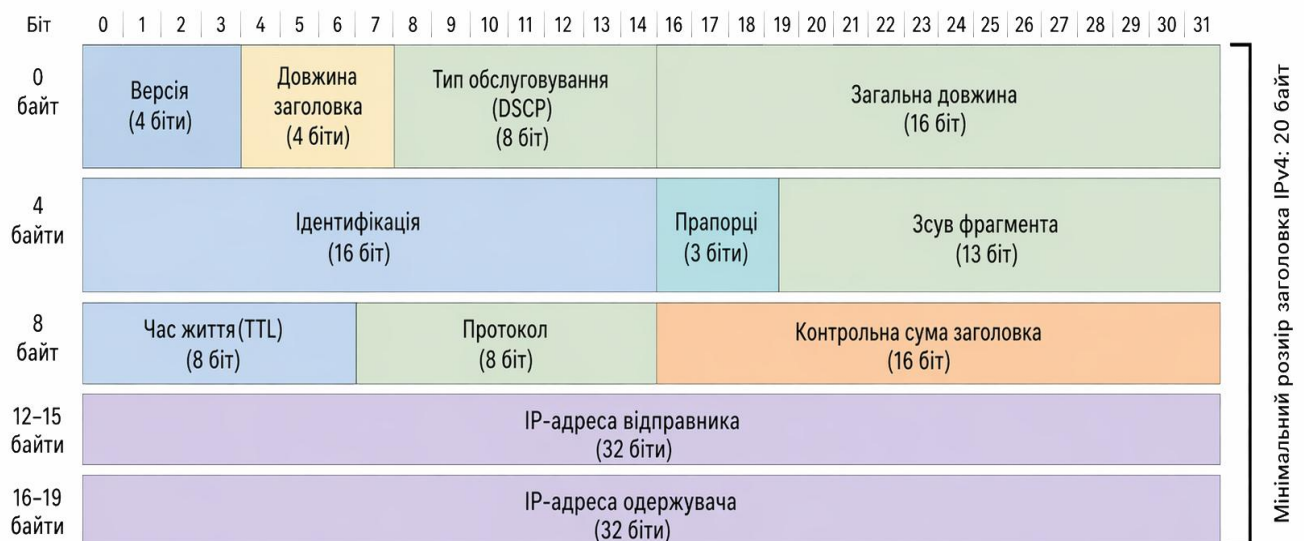 Біт 0 1 2 3 4 5 6 7 8 9 10 11 12 13 14 16 17 18 19 20 21 22 23 24 25 26 27 28 29 30 31
0
байт
Версія
(4 біти)
Довжина
заголовка
(4 біти)
Тип обслуговування
(DSCP)
(8 біт)
Загальна довжина
(16 біт)
4
байти
Ідентифікація
(16 біт)
Прапорці
(3 біти)
Зсув фрагмента
(13 біт)
8
байт
Час життя (TTL)
(8 біт)
Протокол
(8 біт)
Контрольна сума заголовка
(16 біт)
12–15
байти
IP-адреса відправника
(32 біти)
16–19
байти
IP-адреса одержувача
(32 біти)
Мінімальний розмір заголовка IPv4: 20 байт